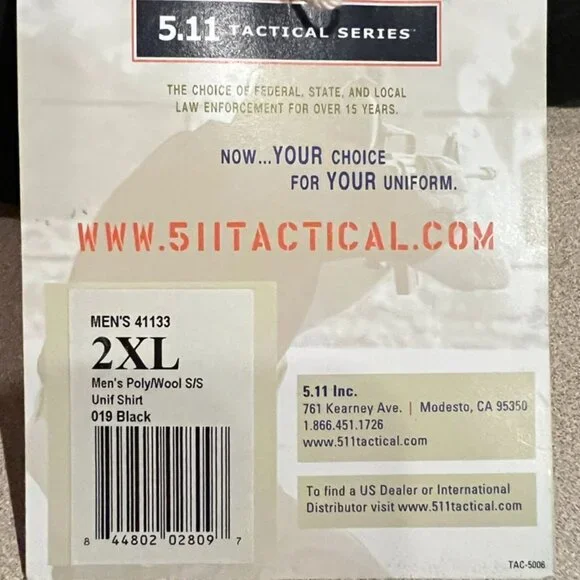 5.11 TACTICAL SERIES
THE CHOICE OF FEDERAL, STATE, AND LOCAL
LAW ENFORCEMENT FOR OVER 15 YEARS.
NOW...YOUR CHOICE
FOR YOUR UNIFORM.
WWW.511TACTICAL.COM
MEN'S 41133
2XL
Men's Poly/Wool S/S
Unif Shirt
019 Black
8 44802 02809 7
5.11 Inc.
761 Kearney Ave. | Modesto, CA 95350
1.866.451.1726
www.511tactical.com
To find a US Dealer or International
Distributor visit www.511tactical.com
TAC-5006